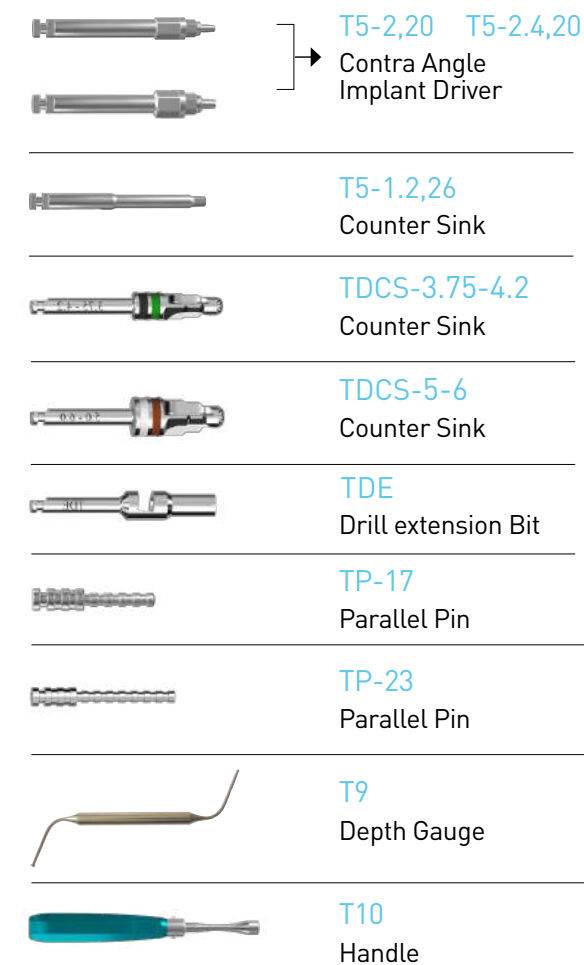 T5-2,20 T5-2.4,20
Contra Angle
Implant Driver
T5-1.2,26
Counter Sink
TDCS-3.75-4.2
Counter Sink
TDCS-5-6
Counter Sink
TDE
Drill extension Bit
TP-17
Parallel Pin
TP-23
Parallel Pin
T9
Depth Gauge
T10
Handle